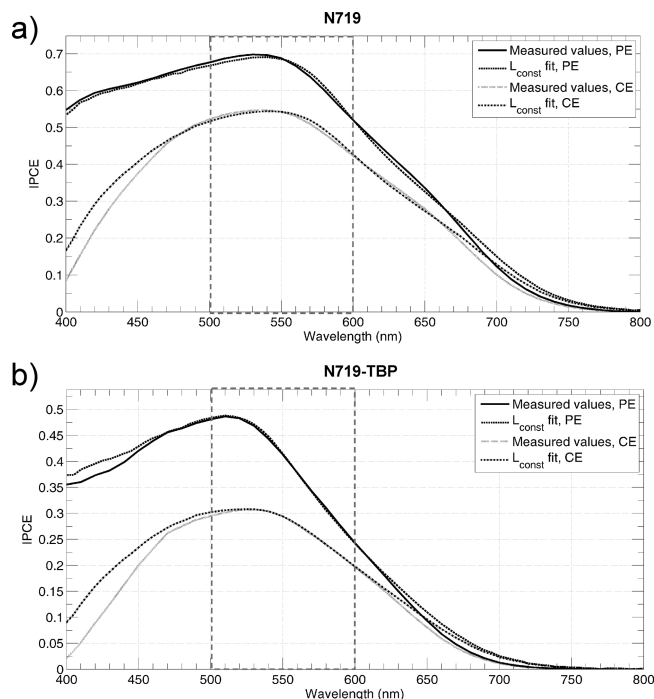 N719
a)
Measured values, PE
Lconst fit, PE
Measured values, CE
Lconst fit, CE
0.7
0.6
0.5
0.4
0.3
0.2
0.1
0
IPCE
400 450 500 550 600 650 700 750 800
Wavelength (nm)
N719-TBP
b)
Measured values, PE
Lconst fit, PE
Measured values, CE
Lconst fit, CE
0.5
0.45
0.4
0.35
0.3
0.25
0.2
0.15
0.1
0.05
0
IPCE
400 450 500 550 600 650 700 750 800
Wavelength (nm)